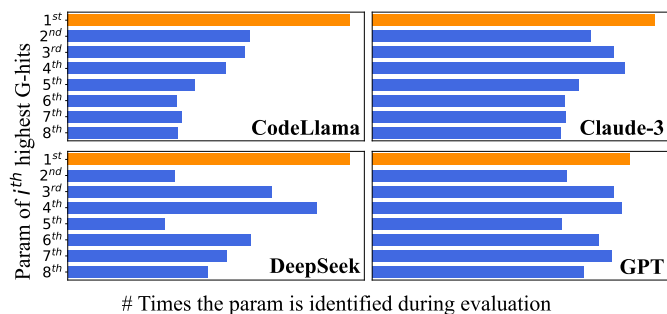 Param of iᵗʰ highest G-hits
1ˢᵗ
2ⁿᵈ
3ʳᵈ
4ᵗʰ
5ᵗʰ
6ᵗʰ
7ᵗʰ
8ᵗʰ
CodeLlama
Claude-3
1ˢᵗ
2ⁿᵈ
3ʳᵈ
4ᵗʰ
5ᵗʰ
6ᵗʰ
7ᵗʰ
8ᵗʰ
DeepSeek
GPT
# Times the param is identified during evaluation